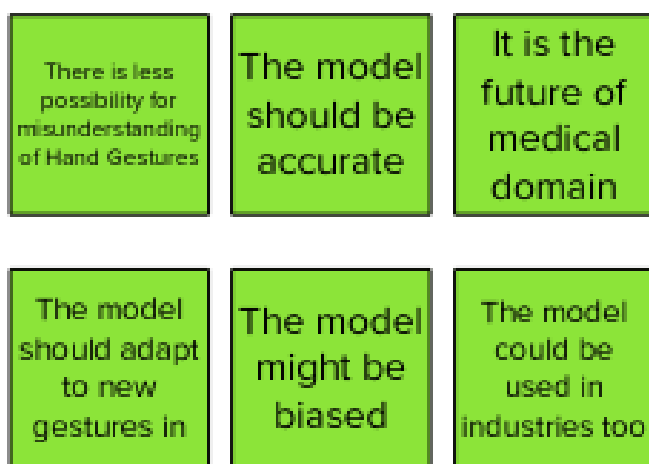 There is less
possibility for
misunderstanding
of Hand Gestures
The model
should be
accurate
It is the
future of
medical
domain
The model
should adapt
to new
gestures in
The model
might be
biased
The model
could be
used in
industries too